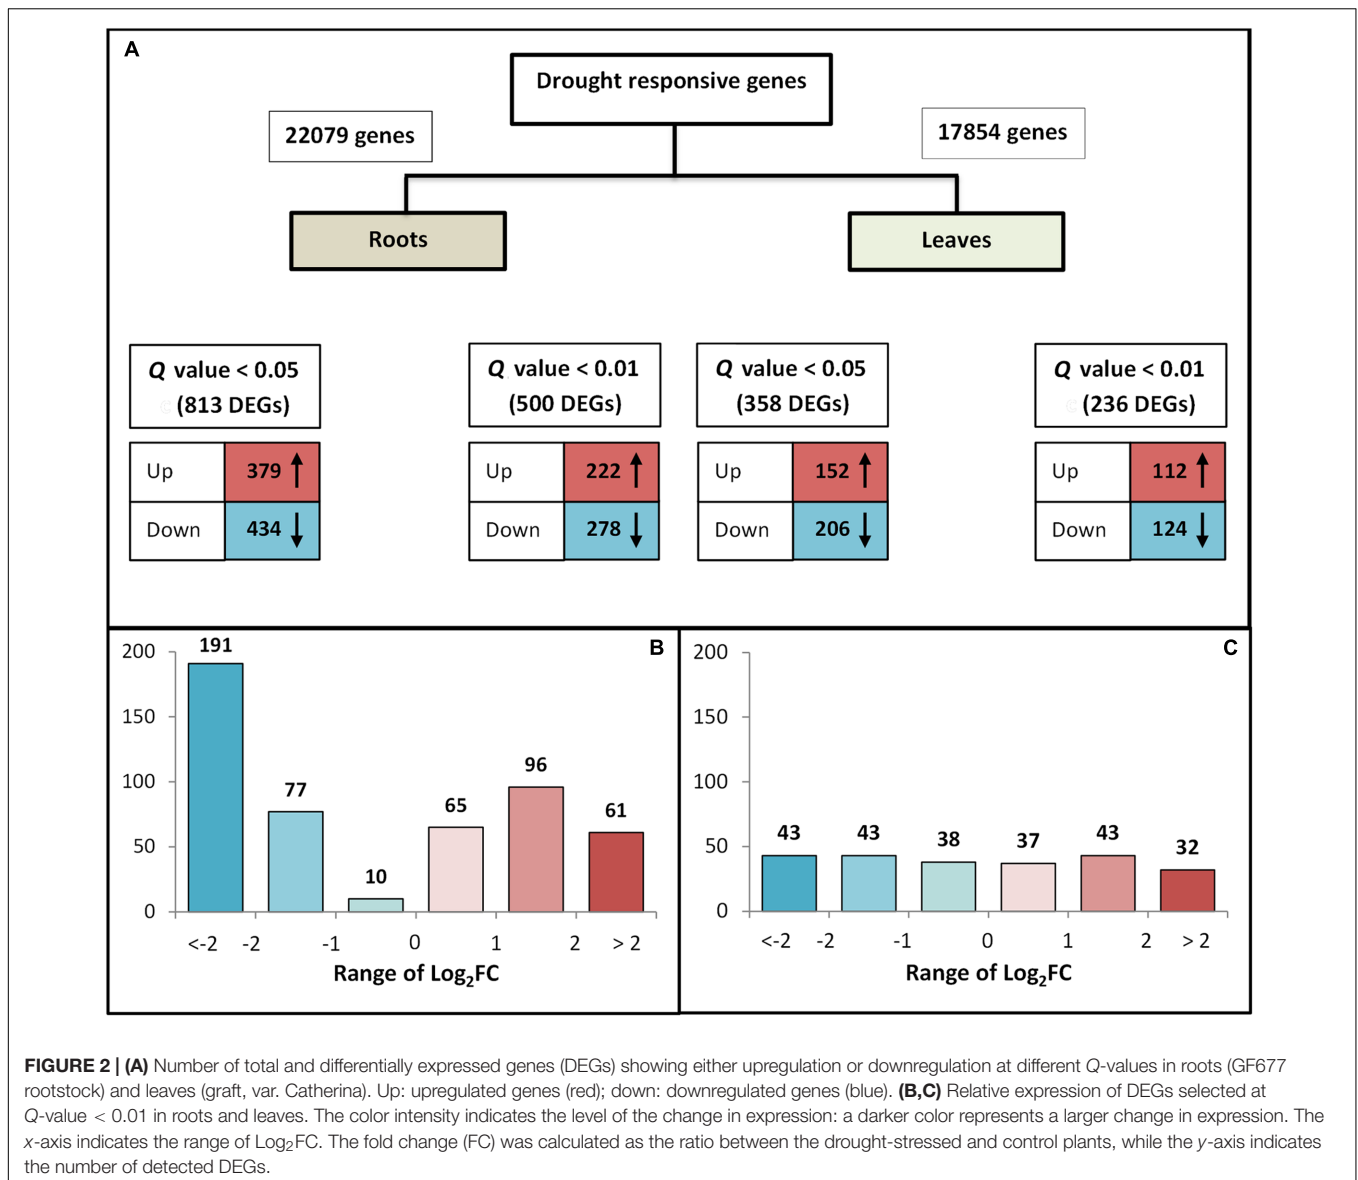 A
Drought responsive genes
22079 genes
17854 genes
Roots
Leaves
Q value < 0.05
(813 DEGs)
Up 379
Down 434
Q value < 0.01
(500 DEGs)
Up 222
Down 278
Q value < 0.05
(358 DEGs)
Up 152
Down 206
Q value < 0.01
(236 DEGs)
Up 112
Down 124
B
200
150
100
50
0
191
77
10
65
96
61
<-2 -2 -1 0 1 2 > 2
Range of Log₂FC
C
200
150
100
50
0
43
43
38
37
43
32
<-2 -2 -1 0 1 2 > 2
Range of Log₂FC
FIGURE 2 | (A) Number of total and differentially expressed genes (DEGs) showing either upregulation or downregulation at different Q-values in roots (GF677
rootstock) and leaves (graft, var. Catherina). Up: upregulated genes (red); down: downregulated genes (blue). (B,C) Relative expression of DEGs selected at
Q-value < 0.01 in roots and leaves. The color intensity indicates the level of the change in expression: a darker color represents a larger change in expression. The
x-axis indicates the range of Log₂FC. The fold change (FC) was calculated as the ratio between the drought-stressed and control plants, while the y-axis indicates
the number of detected DEGs.